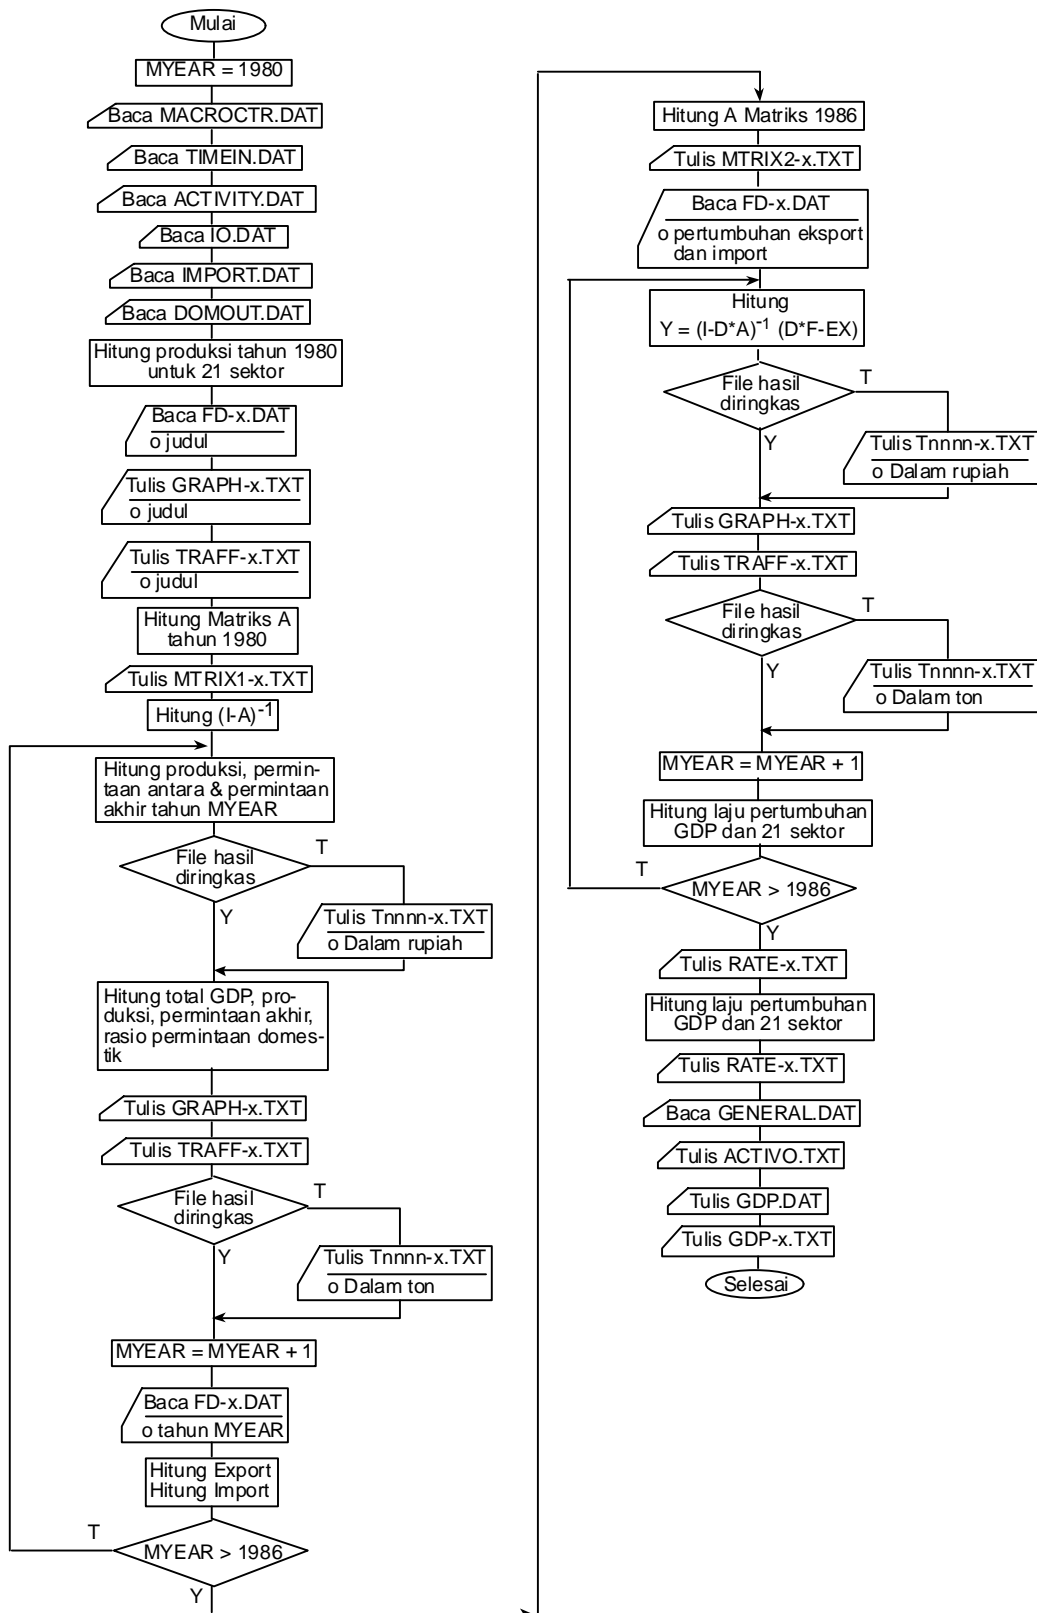 Mulai
MYEAR = 1980
Baca MACROCTR.DAT
Baca TIMEIN.DAT
Baca ACTIVITY.DAT
Baca IO.DAT
Baca IMPORT.DAT
Baca DOMOUT.DAT
Hitung produksi tahun 1980
untuk 21 sektor
Baca FD-x.DAT
o judul
Tulis GRAPH-x.TXT
o judul
Tulis TRAFF-x.TXT
o judul
Hitung Matriks A
tahun 1980
Tulis MTRIX1-x.TXT
Hitung (I-A)⁻¹
Hitung produksi, permin-
taan antara & permintaan
akhir tahun MYEAR
File hasil
diringkas
T
Y
Tulis Tnnnn-x.TXT
o Dalam rupiah
Hitung total GDP, pro-
duksi, permintaan akhir,
rasio permintaan domes-
tik
Tulis GRAPH-x.TXT
Tulis TRAFF-x.TXT
File hasil
diringkas
T
Y
Tulis Tnnnn-x.TXT
o Dalam ton
MYEAR = MYEAR + 1
Baca FD-x.DAT
o tahun MYEAR
Hitung Export
Hitung Import
T
MYEAR > 1986
Y
Hitung A Matriks 1986
Tulis MTRIX2-x.TXT
Baca FD-x.DAT
o pertumbuhan eksport
dan import
Hitung
Y = (I-D*A)⁻¹ (D*F-EX)
File hasil
diringkas
T
Y
Tulis Tnnnn-x.TXT
o Dalam rupiah
Tulis GRAPH-x.TXT
Tulis TRAFF-x.TXT
File hasil
diringkas
T
Y
Tulis Tnnnn-x.TXT
o Dalam ton
MYEAR = MYEAR + 1
Hitung laju pertumbuhan
GDP dan 21 sektor
T
MYEAR > 1986
Y
Tulis RATE-x.TXT
Hitung laju pertumbuhan
GDP dan 21 sektor
Tulis RATE-x.TXT
Baca GENERAL.DAT
Tulis ACTIVO.TXT
Tulis GDP.DAT
Tulis GDP-x.TXT
Selesai